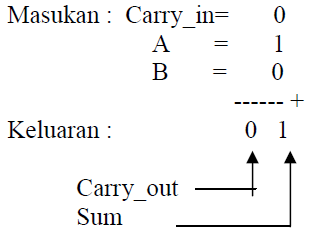 Masukan : Carry_in= 0
A = 1
B = 0
------ +
Keluaran : 0 1
Carry_out
Sum